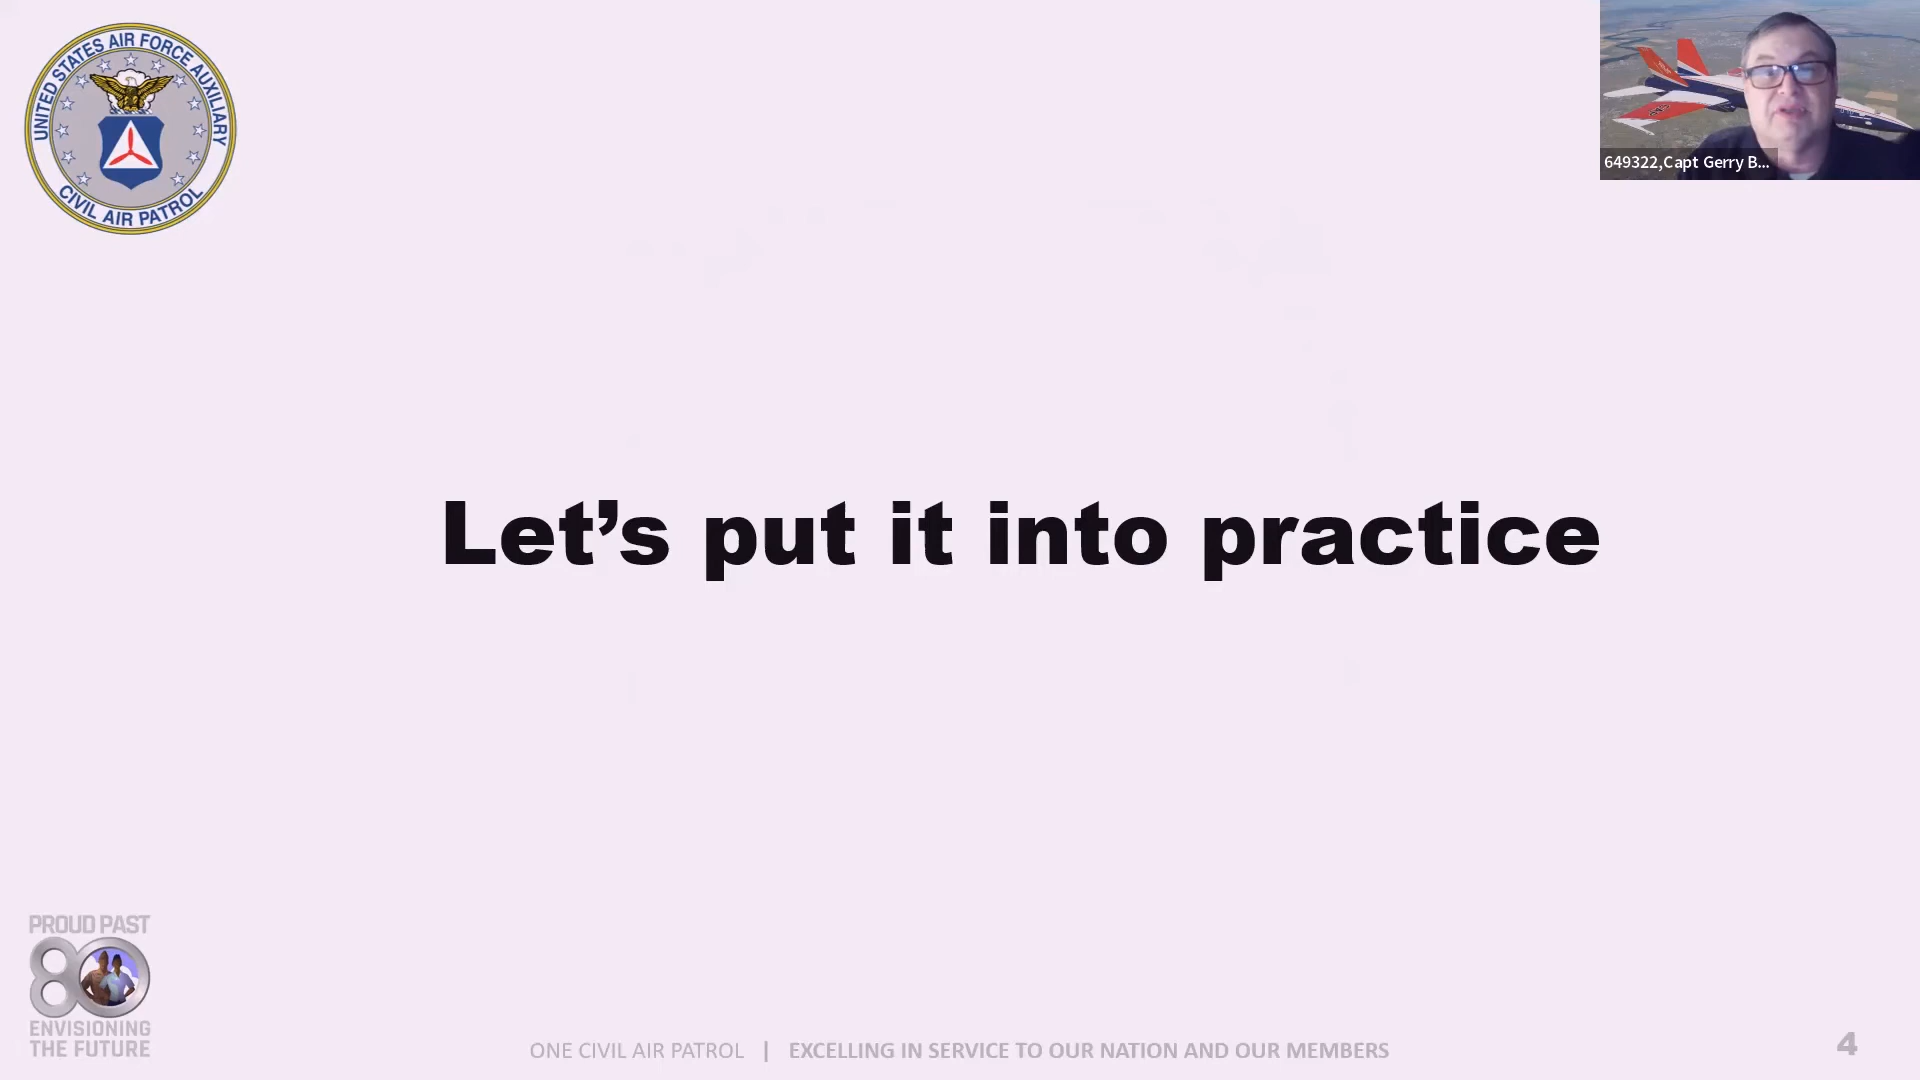 UNITED STATES AIR FORCE AUXILIARY
CIVIL AIR PATROL
649322,Capt Gerry B...
Let’s put it into practice
PROUD PAST
80
ENVISIONING
THE FUTURE
ONE CIVIL AIR PATROL | EXCELLING IN SERVICE TO OUR NATION AND OUR MEMBERS
4